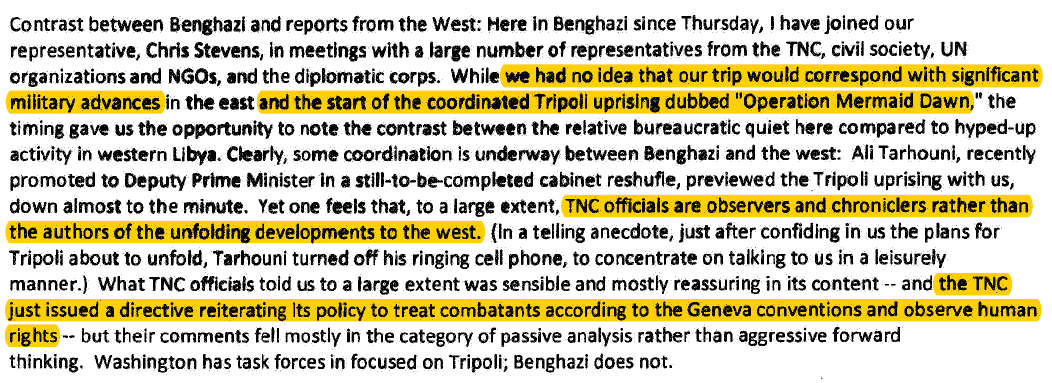 Contrast between Benghazi and reports from the West: Here in Benghazi since Thursday, I have joined our
representative, Chris Stevens, in meetings with a large number of representatives from the TNC, civil society, UN
organizations and NGOs, and the diplomatic corps. While we had no idea that our trip would correspond with significant
military advances in the east and the start of the coordinated Tripoli uprising dubbed "Operation Mermaid Dawn," the
timing gave us the opportunity to note the contrast between the relative bureaucratic quiet here compared to hyped-up
activity in western Libya. Clearly, some coordination is underway between Benghazi and the west: Ali Tarhouni, recently
promoted to Deputy Prime Minister in a still-to-be-completed cabinet reshufle, previewed the Tripoli uprising with us,
down almost to the minute. Yet one feels that, to a large extent, TNC officials are observers and chroniclers rather than
the authors of the unfolding developments to the west. (In a telling anecdote, just after confiding in us the plans for
Tripoli about to unfold, Tarhouni turned off his ringing cell phone, to concentrate on talking to us in a leisurely
manner.) What TNC officials told us to a large extent was sensible and mostly reassuring in its content -- and the TNC
just issued a directive reiterating its policy to treat combatants according to the Geneva conventions and observe human
rights -- but their comments fell mostly in the category of passive analysis rather than aggressive forward
thinking. Washington has task forces in focused on Tripoli; Benghazi does not.